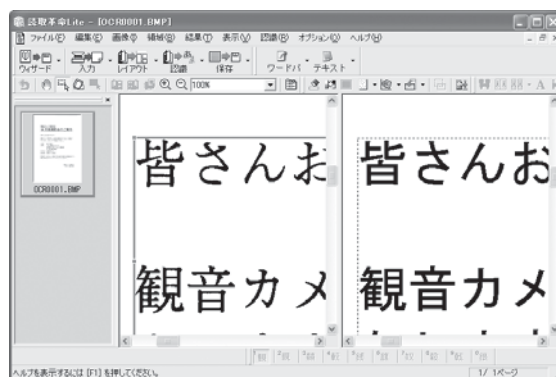 読取革命Lite - [OCR0001.BMP]
ファイル(F) 編集(E) 画像(I) 領域(B) 結果(T) 表示(V) 認識(R) オプション(O) ヘルプ(H)
ウィザード 入力 レイアウト 認識 保存 ワードパ テキスト
100%
皆さんお 皆さんお
OCR0001.BMP
観音カメ 観音カメ
ヘルプを表示するには [F1] を押してください。 1/ 1ページ